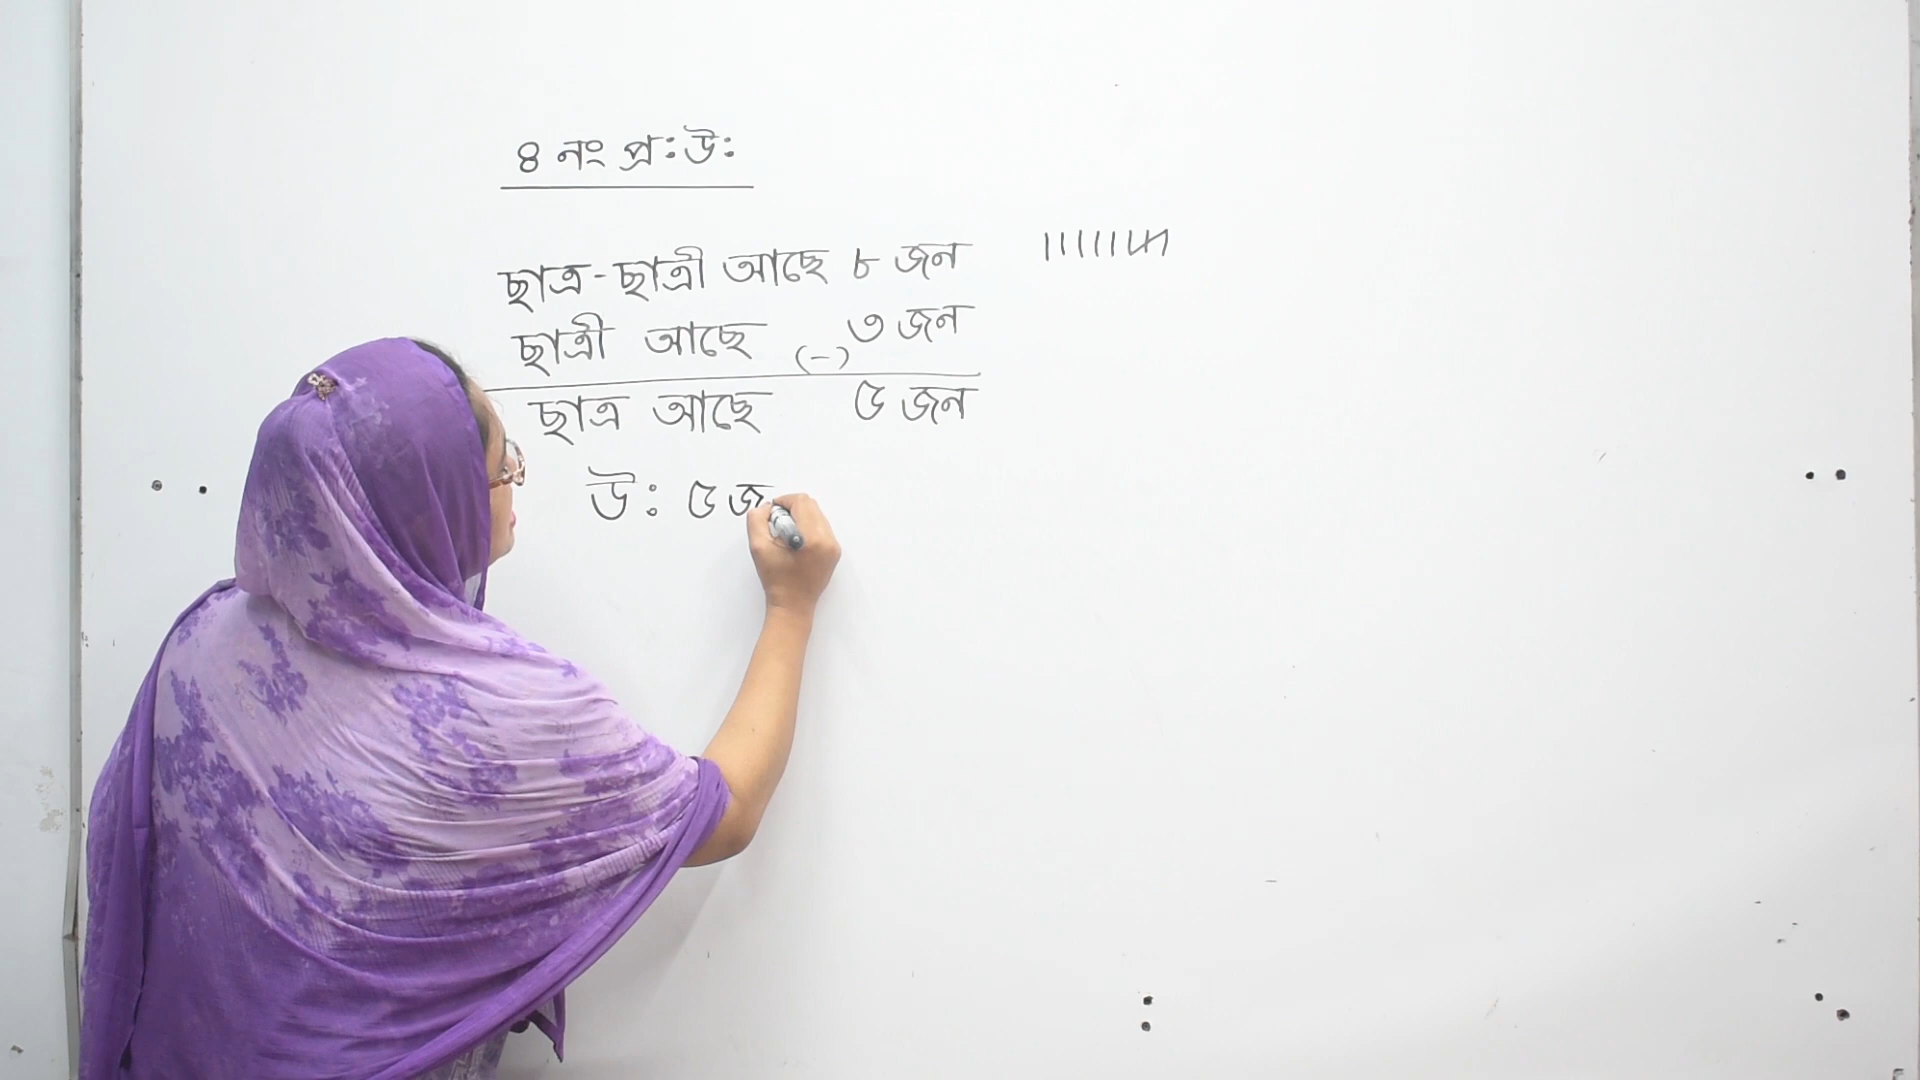 ৪ নং প্র:উ:
ছাত্র-ছাত্রী আছে ৮ জন
ছাত্রী আছে (-) ৩ জন
ছাত্র আছে ৫ জন
উ: ৫ জ